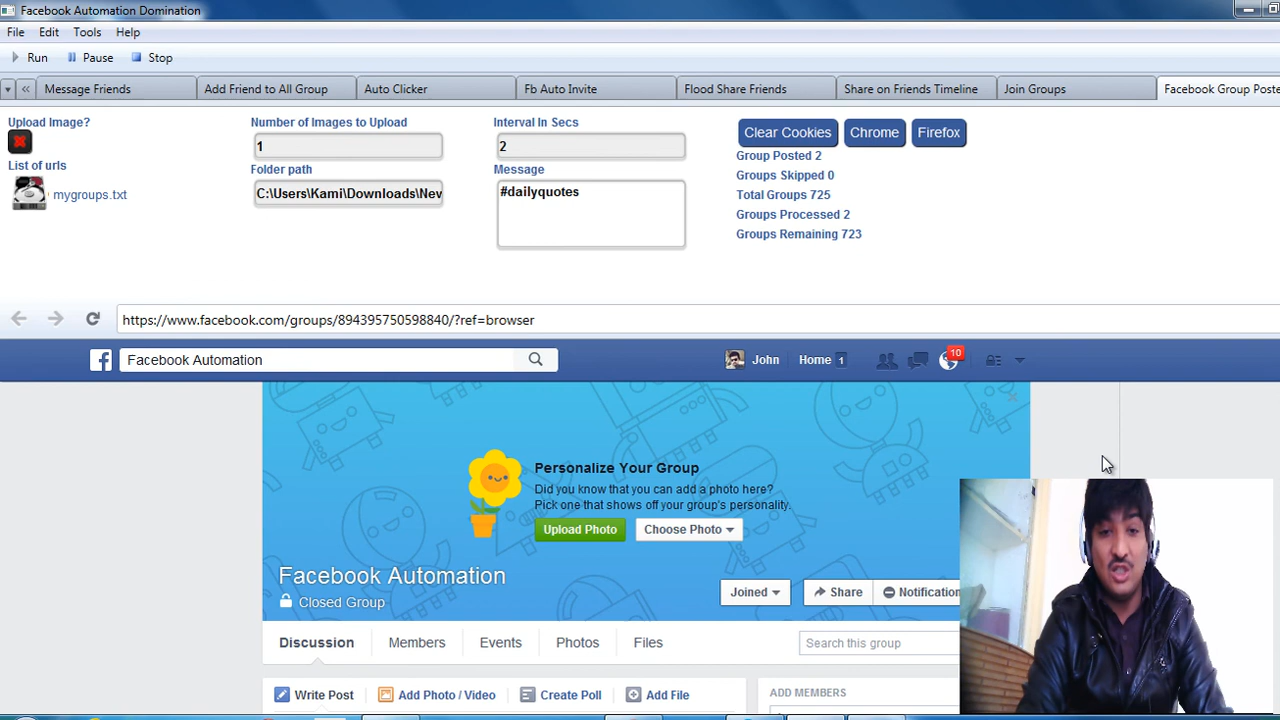 Facebook Automation Domination
File Edit Tools Help
Run Pause Stop
« Message Friends Add Friend to All Group Auto Clicker Fb Auto Invite Flood Share Friends Share on Friends Timeline Join Groups Facebook Group Poste
Upload Image?
List of urls
mygroups.txt
Number of Images to Upload
1
Folder path
C:\Users\Kami\Downloads\Nev
Interval In Secs
2
Message
#dailyquotes
Clear Cookies Chrome Firefox
Group Posted 2
Groups Skipped 0
Total Groups 725
Groups Processed 2
Groups Remaining 723
https://www.facebook.com/groups/894395750598840/?ref=browser
f Facebook Automation John Home 1 10
Personalize Your Group
Did you know that you can add a photo here?
Pick one that shows off your group's personality.
Upload Photo Choose Photo
Facebook Automation
Closed Group
Joined Share Notification
Discussion Members Events Photos Files Search this group
Write Post Add Photo / Video Create Poll Add File ADD MEMBERS